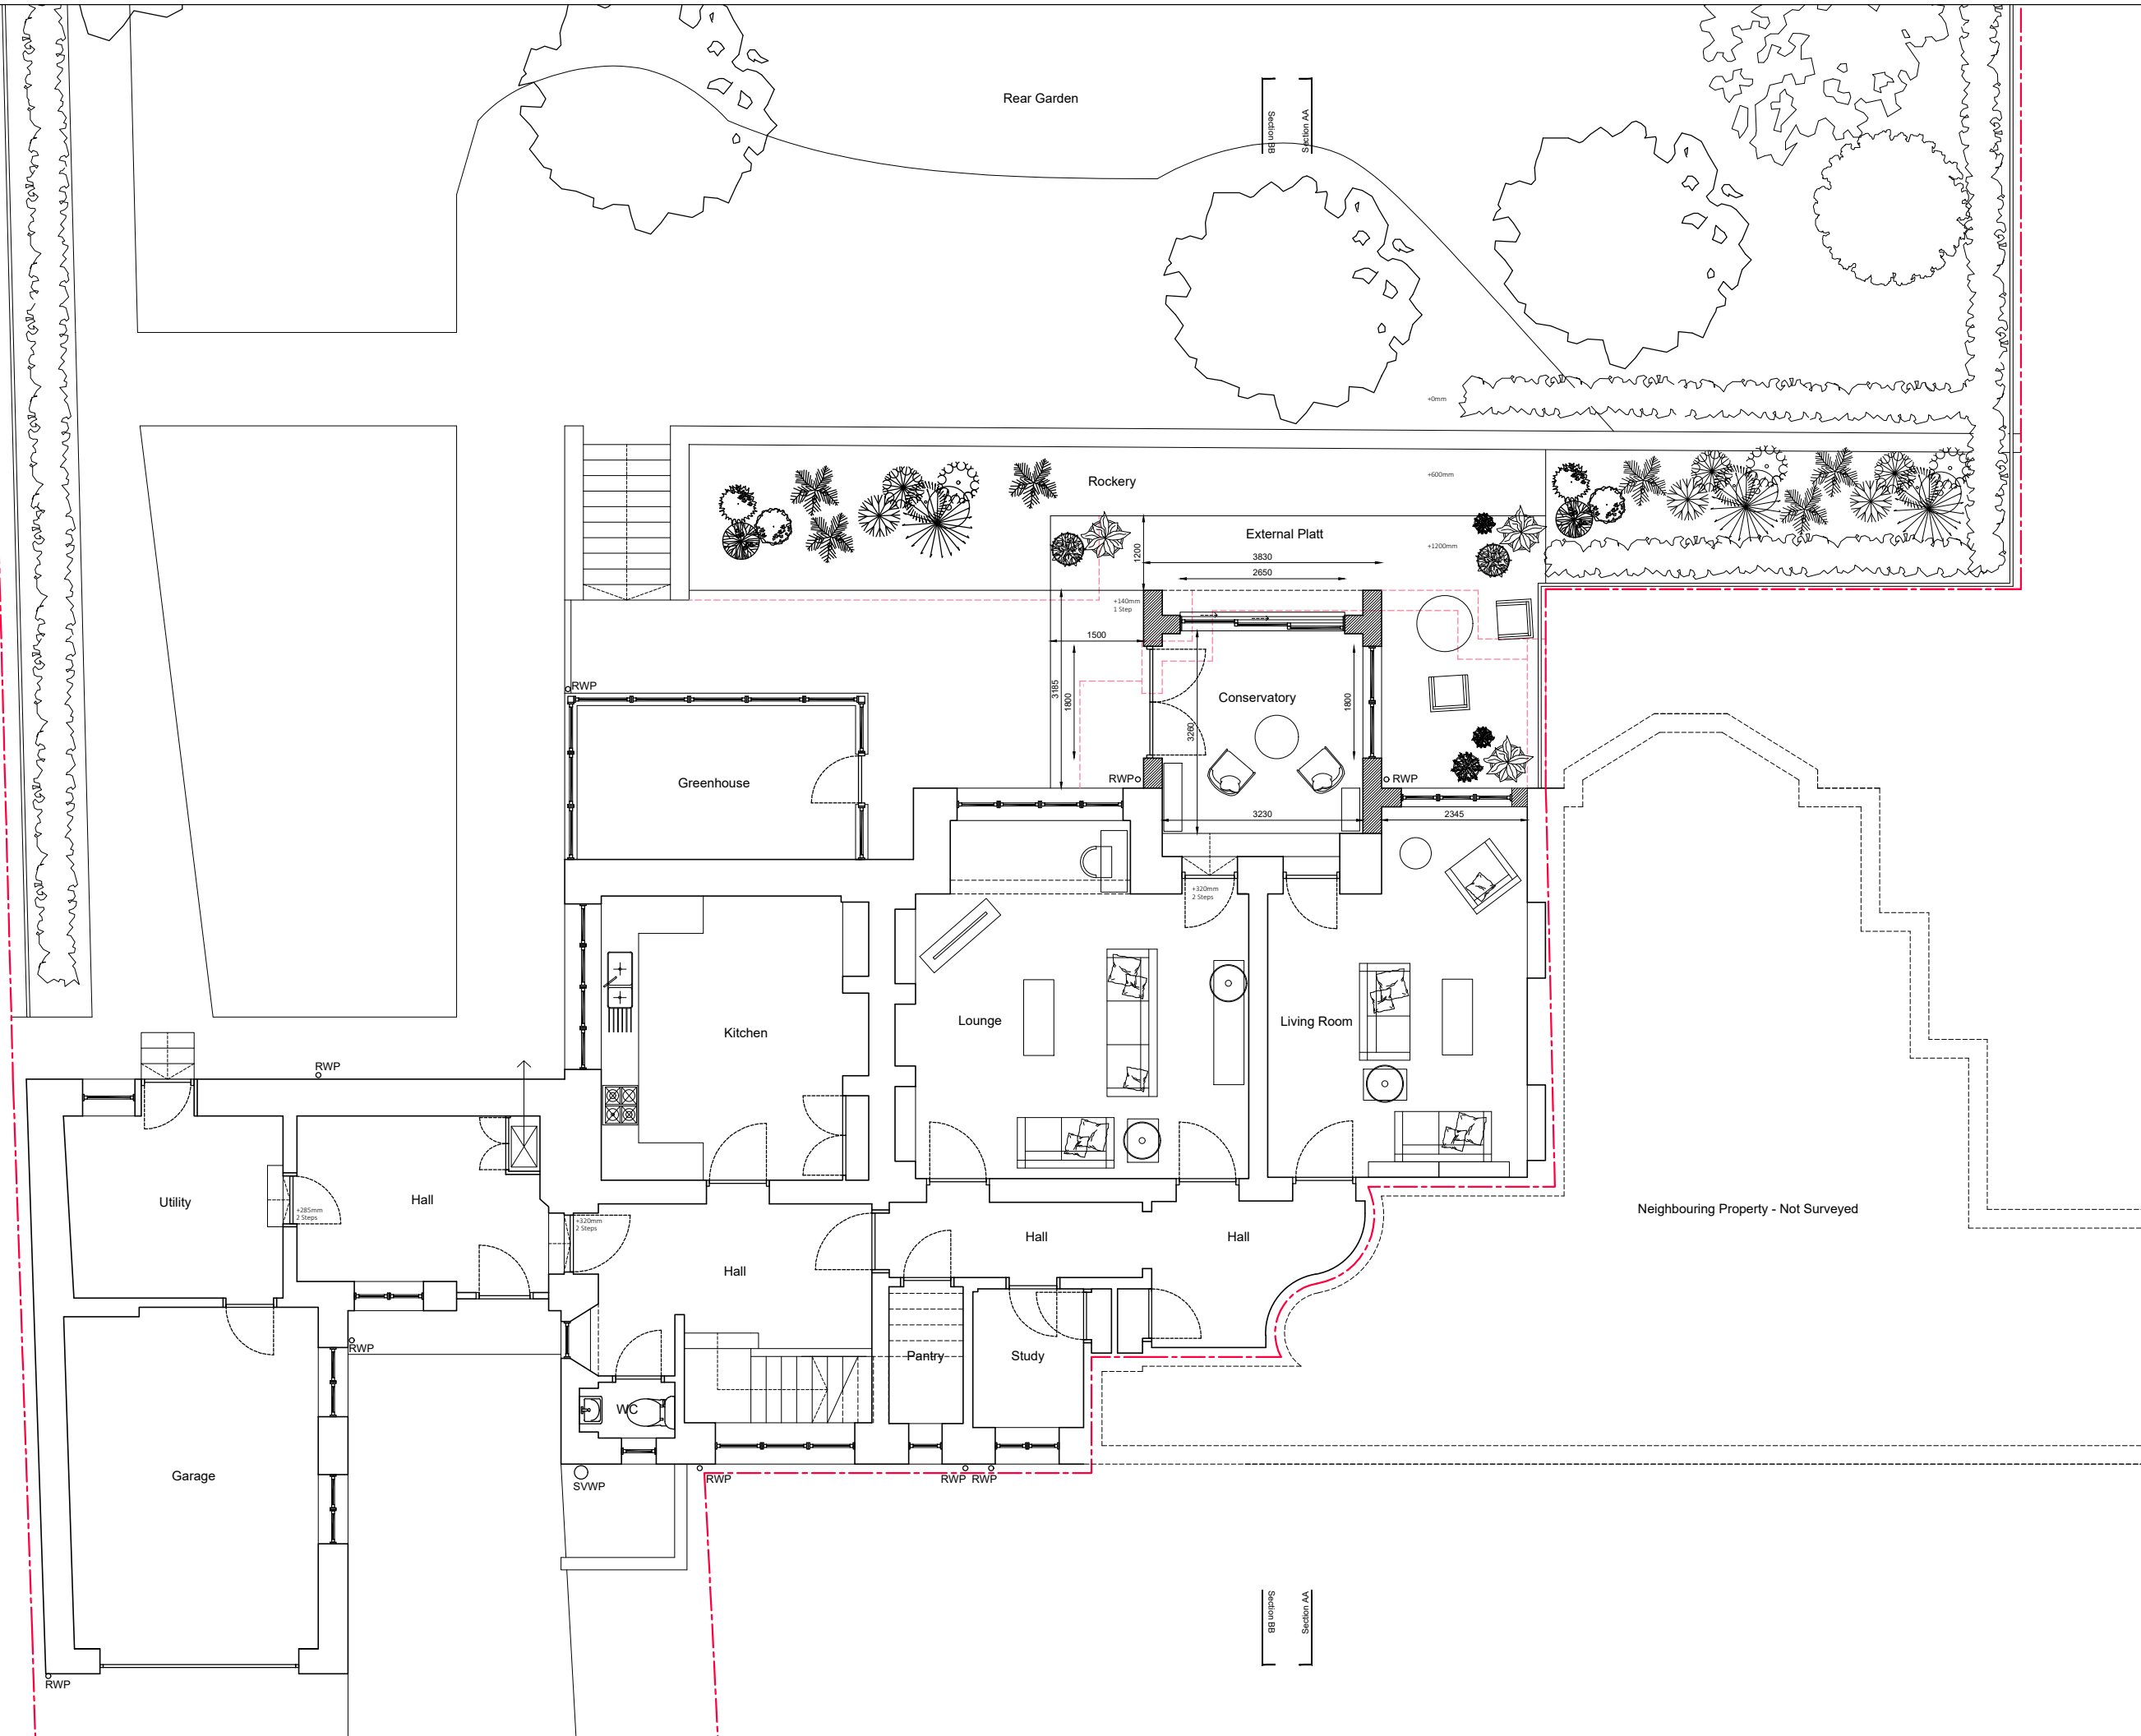 Rear Garden
Section BB
Section AA
+0mm
Rockery
+600mm
External Platt
+1200mm
1200
3830
2650
+140mm
1 Step
1500
RWP
3185
1800
Conservatory
1800
3260
Greenhouse
RWP
RWP
3230
2345
+320mm
2 Steps
Kitchen
Lounge
Living Room
RWP
Utility
Hall
+285mm
2 Steps
+320mm
2 Steps
Neighbouring Property - Not Surveyed
Hall
Hall
Hall
RWP
Pantry
Study
WC
Garage
SVWP
RWP
RWP
RWP
Section BB
Section AA
RWP